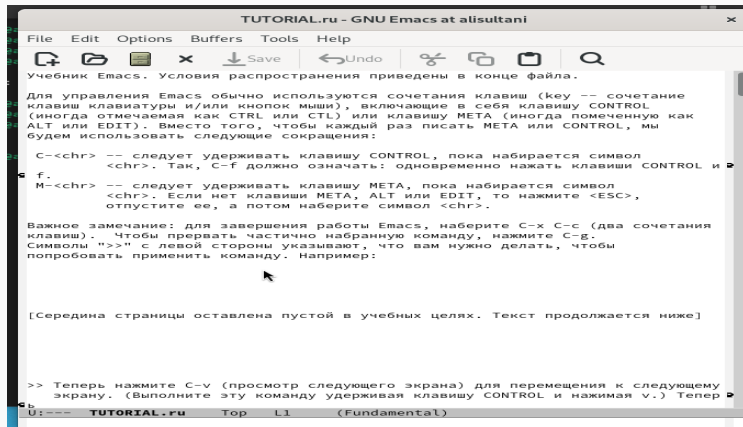 TUTORIAL.ru - GNU Emacs at alisultani
File Edit Options Buffers Tools Help
Save Undo
Учебник Emacs. Условия распространения приведены в конце файла.
Для управления Emacs обычно используются сочетания клавиш (key -- сочетание
клавиш клавиатуры и/или кнопок мыши), включающие в себя клавишу CONTROL
(иногда отмечаемая как CTRL или CTL) или клавишу META (иногда помеченную как
ALT или EDIT). Вместо того, чтобы каждый раз писать META или CONTROL, мы
будем использовать следующие сокращения:
C-<chr> -- следует удерживать клавишу CONTROL, пока набирается символ
<chr>. Так, C-f должно означать: одновременно нажать клавиши CONTROL и
f.
M-<chr> -- следует удерживать клавишу META, пока набирается символ
<chr>. Если нет клавиши META, ALT или EDIT, то нажмите <ESC>,
отпустите ее, а потом наберите символ <chr>.
Важное замечание: для завершения работы Emacs, наберите C-x C-c (два сочетания
клавиш). Чтобы прервать частично набранную команду, нажмите C-g.
Символы ">>" с левой стороны указывают, что вам нужно делать, чтобы
попробовать применить команду. Например:
[Середина страницы оставлена пустой в учебных целях. Текст продолжается ниже]
>> Теперь нажмите C-v (просмотр следующего экрана) для перемещения к следующему
экрану. (Выполните эту команду удерживая клавишу CONTROL и нажимая v.) Тепер
ь
U:--- TUTORIAL.ru Top L1 (Fundamental)